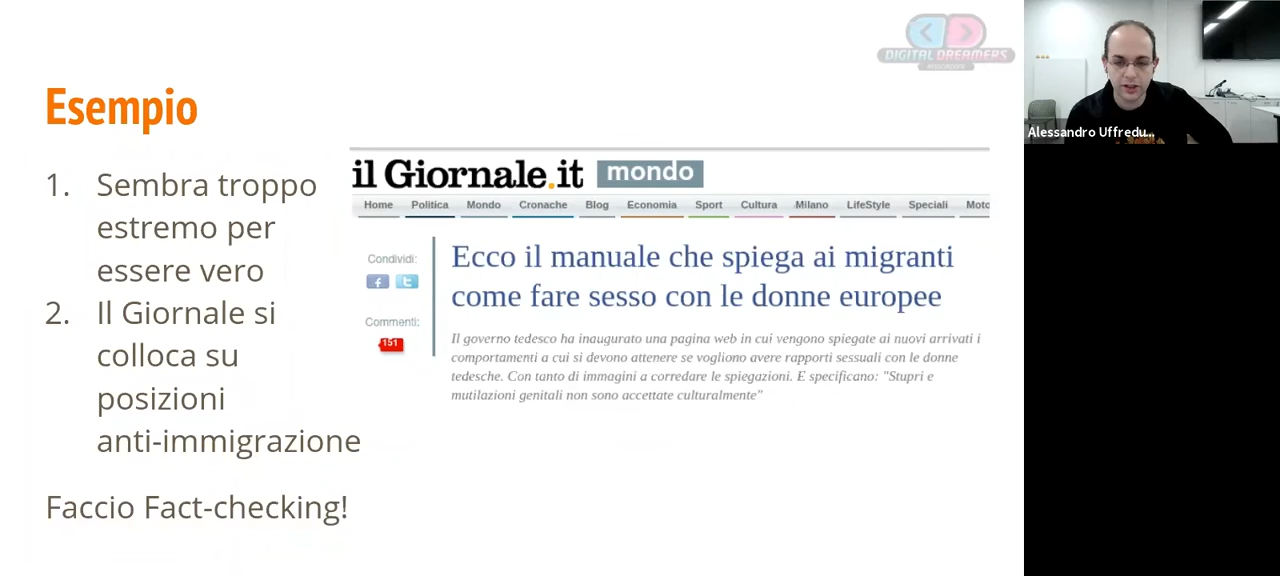 DIGITAL DREAMERS
Esempio
1. Sembra troppo
estremo per
essere vero
2. Il Giornale si
colloca su
posizioni
anti-immigrazione
Faccio Fact-checking!
il Giornale.it mondo
Home Politica Mondo Cronache Blog Economia Sport Cultura Milano LifeStyle Speciali Moto
Condividi:
Commenti:
151
Ecco il manuale che spiega ai migranti
come fare sesso con le donne europee
Il governo tedesco ha inaugurato una pagina web in cui vengono spiegate ai nuovi arrivati i
comportamenti a cui si devono attenere se vogliono avere rapporti sessuali con le donne
tedesche. Con tanto di immagini a corredare le spiegazioni. E specificano: "Stupri e
mutilazioni genitali non sono accettate culturalmente"
Alessandro Uffredu...